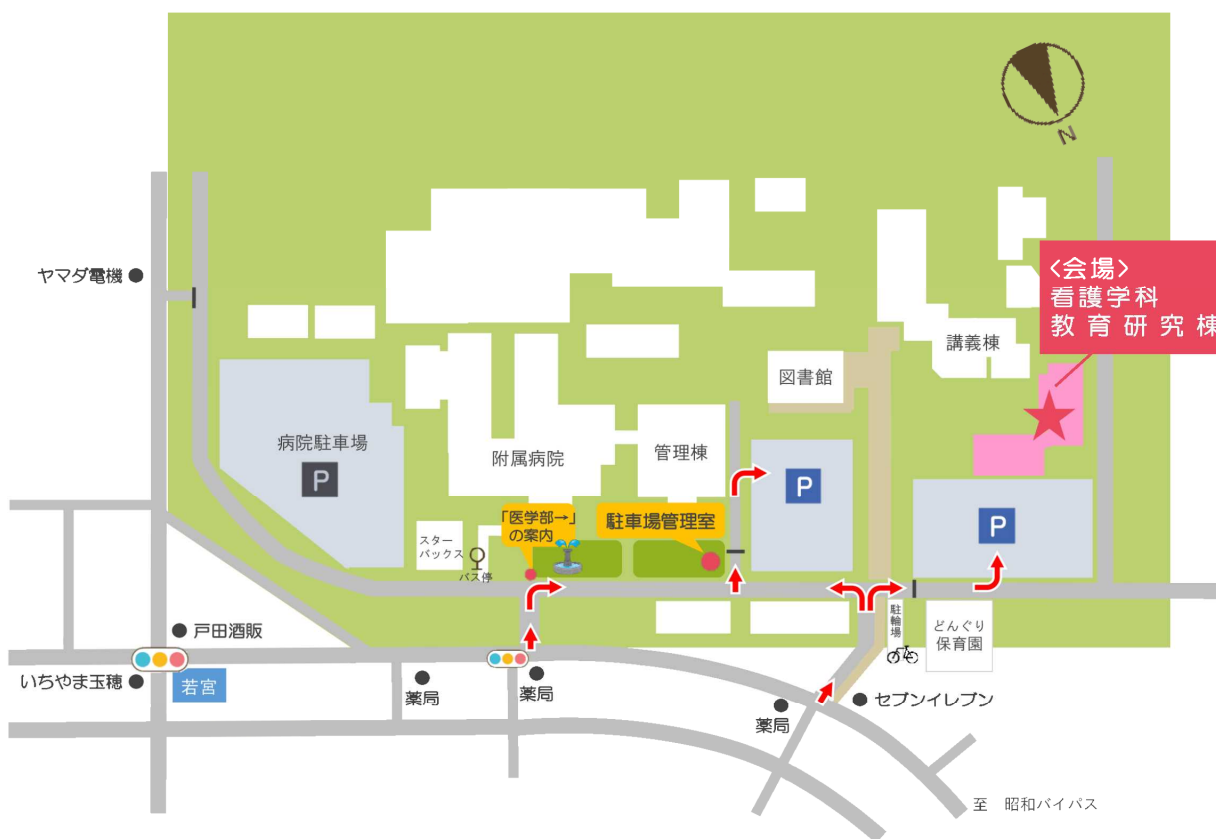 N
ヤマダ電機
<会場>
看護学科
教育研究棟
講義棟
図書館
病院駐車場
P
附属病院
管理棟
P
P
「医学部→」
の案内
駐車場管理室
スター
バックス
バス停
駐輪場
どんぐり
保育園
戸田酒販
いちやま玉穂
若宮
薬局
薬局
薬局
セブンイレブン
至 昭和バイパス